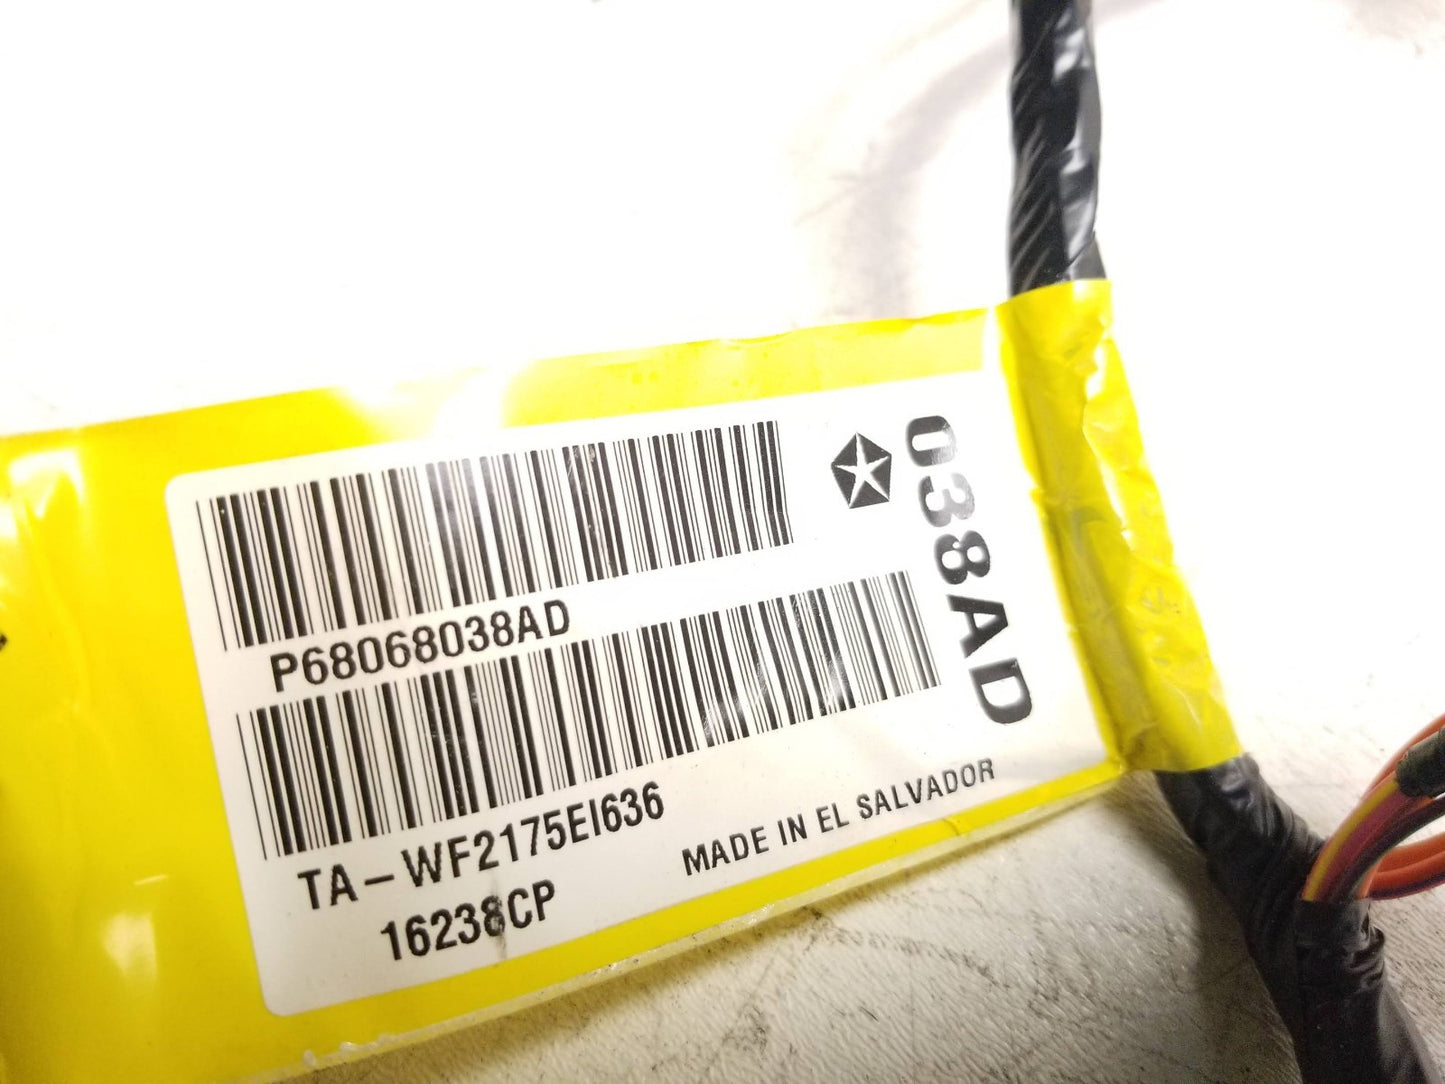 P68068038AD
038AD
TA-WF2175EI636
16238CP
MADE IN EL SALVADOR